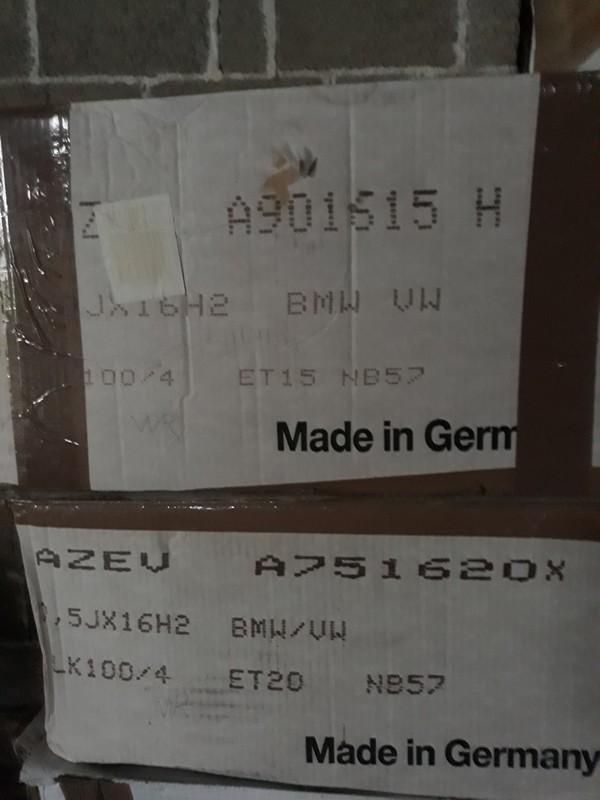 Z A901615 H
JX16H2 BMW VW
100/4 ET15 NB57
WR
Made in Germ
AZEV A751620X
,5JX16H2 BMW/VW
LK100/4 ET20 NB57
Made in Germany